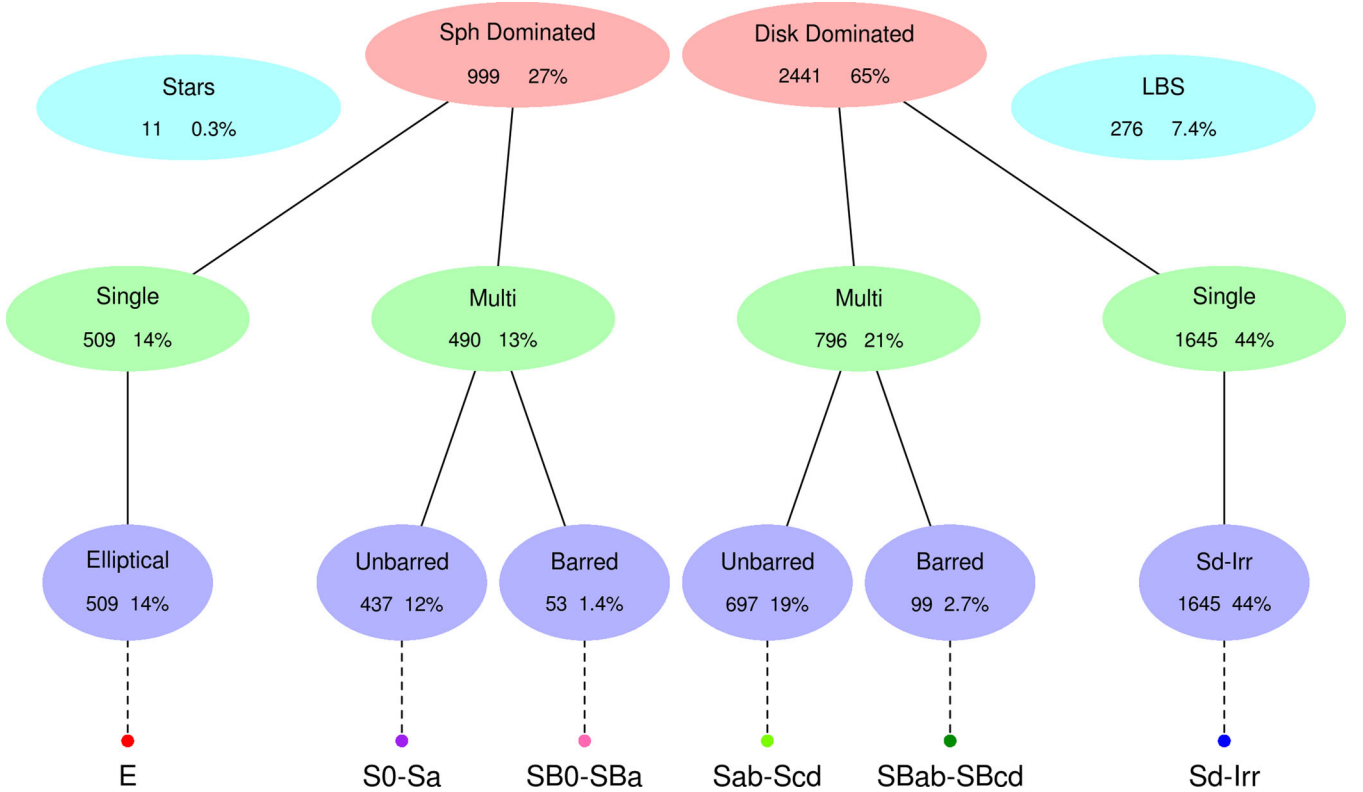 Sph Dominated
999 27%
Disk Dominated
2441 65%
Stars
11 0.3%
LBS
276 7.4%
Single
509 14%
Multi
490 13%
Multi
796 21%
Single
1645 44%
Elliptical
509 14%
Unbarred
437 12%
Barred
53 1.4%
Unbarred
697 19%
Barred
99 2.7%
Sd-Irr
1645 44%
E
S0-Sa
SB0-SBa
Sab-Scd
SBab-SBcd
Sd-Irr